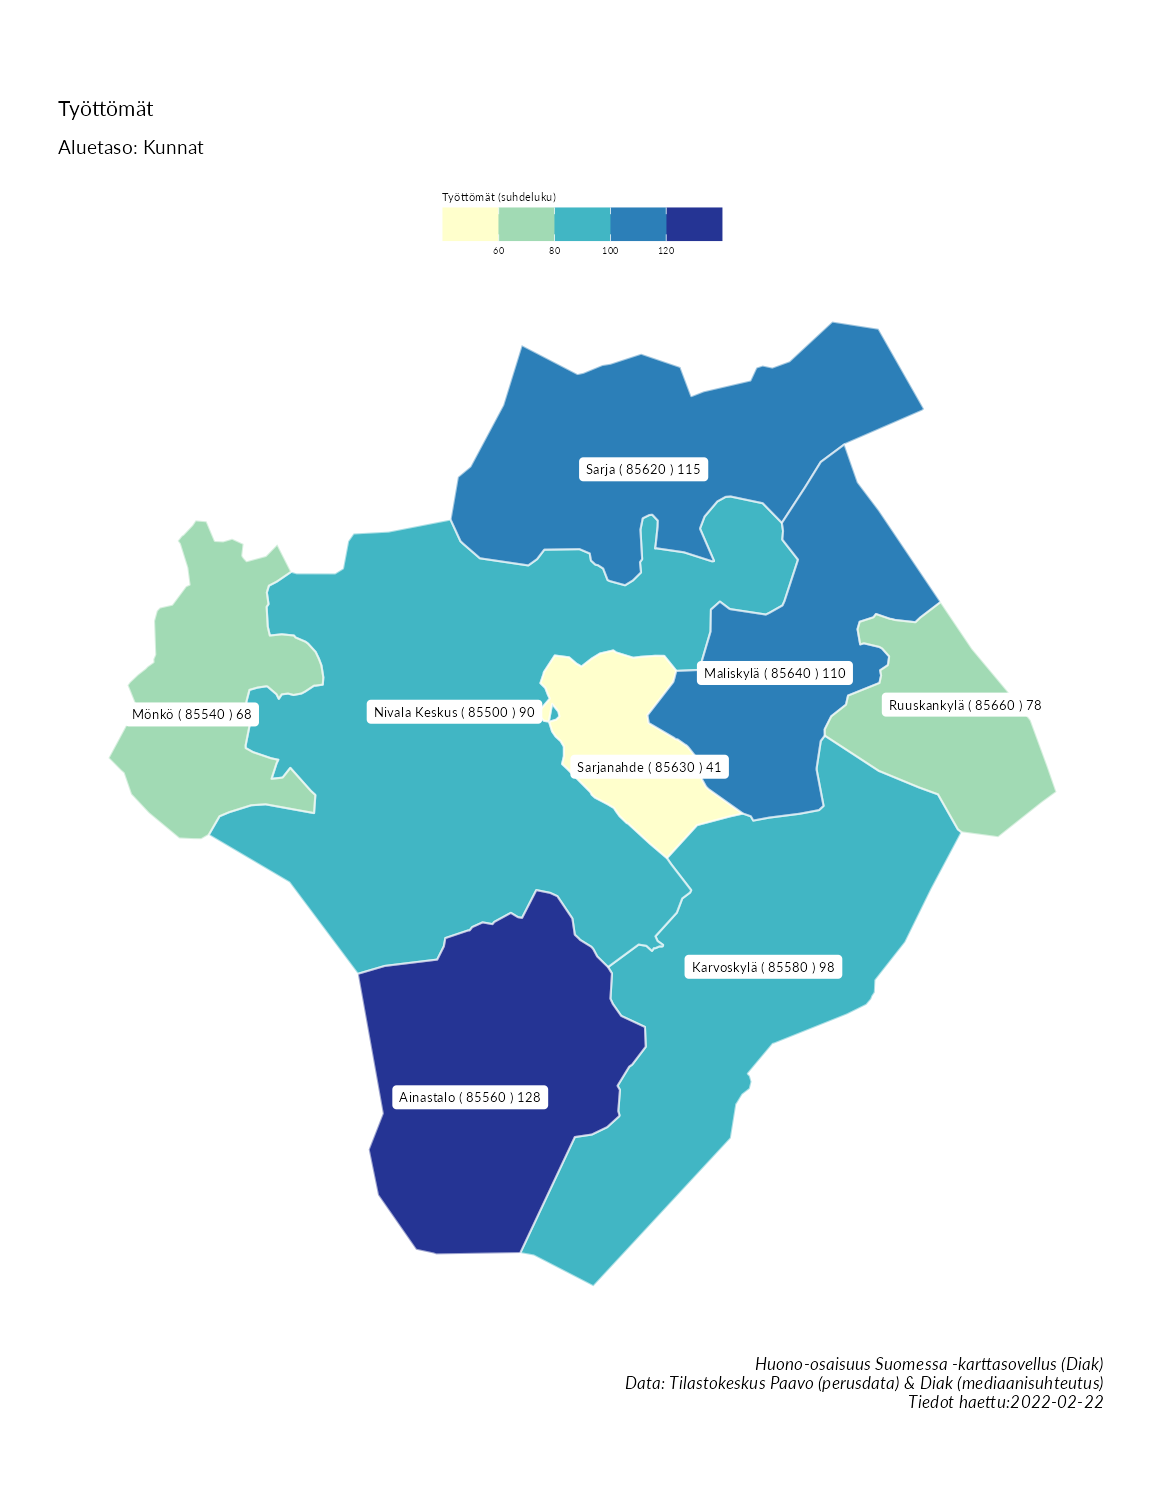 Työttömät
Aluetaso: Kunnat
Työttömät (suhdeluku)
60 80 100 120
Sarja ( 85620 ) 115
Maliskylä ( 85640 ) 110
Ruuskankylä ( 85660 ) 78
Mönkö ( 85540 ) 68
Nivala Keskus ( 85500 ) 90
Sarjanahde ( 85630 ) 41
Karvoskylä ( 85580 ) 98
Ainastalo ( 85560 ) 128
Huono-osaisuus Suomessa -karttasovellus (Diak)
Data: Tilastokeskus Paavo (perusdata) & Diak (mediaanisuhteutus)
Tiedot haettu:2022-02-22